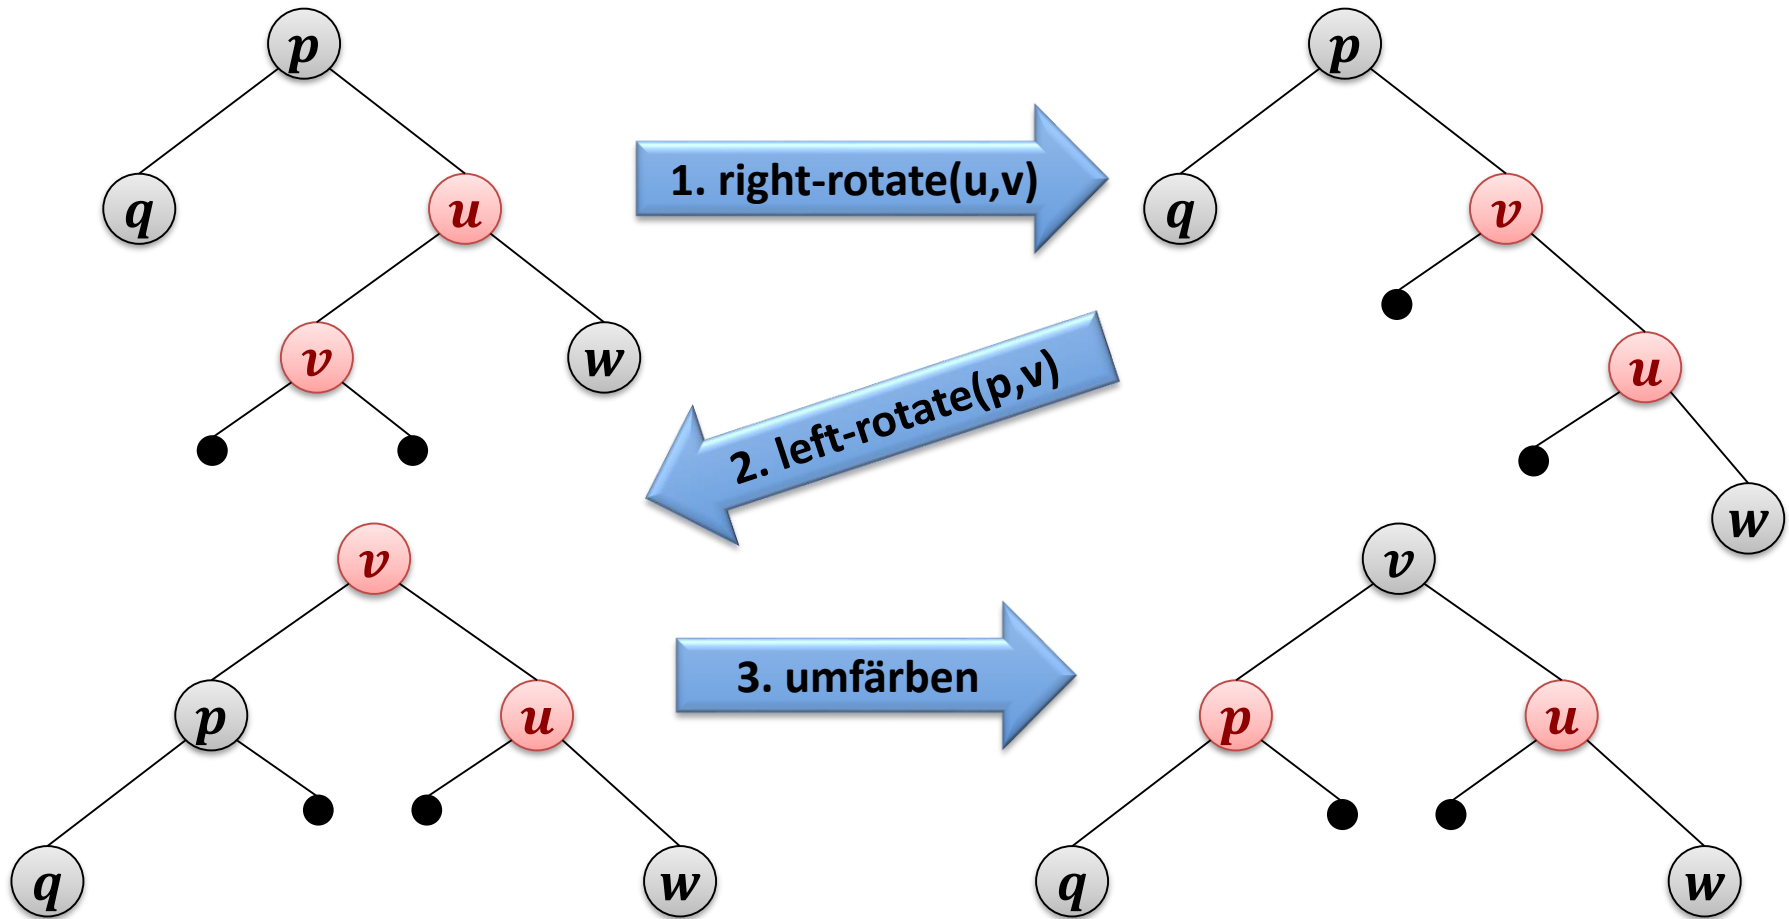 p
q
u
v
w
1. right-rotate(u,v)
p
q
v
u
w
2. left-rotate(p,v)
v
p
u
q
w
3. umfärben
v
p
u
q
w